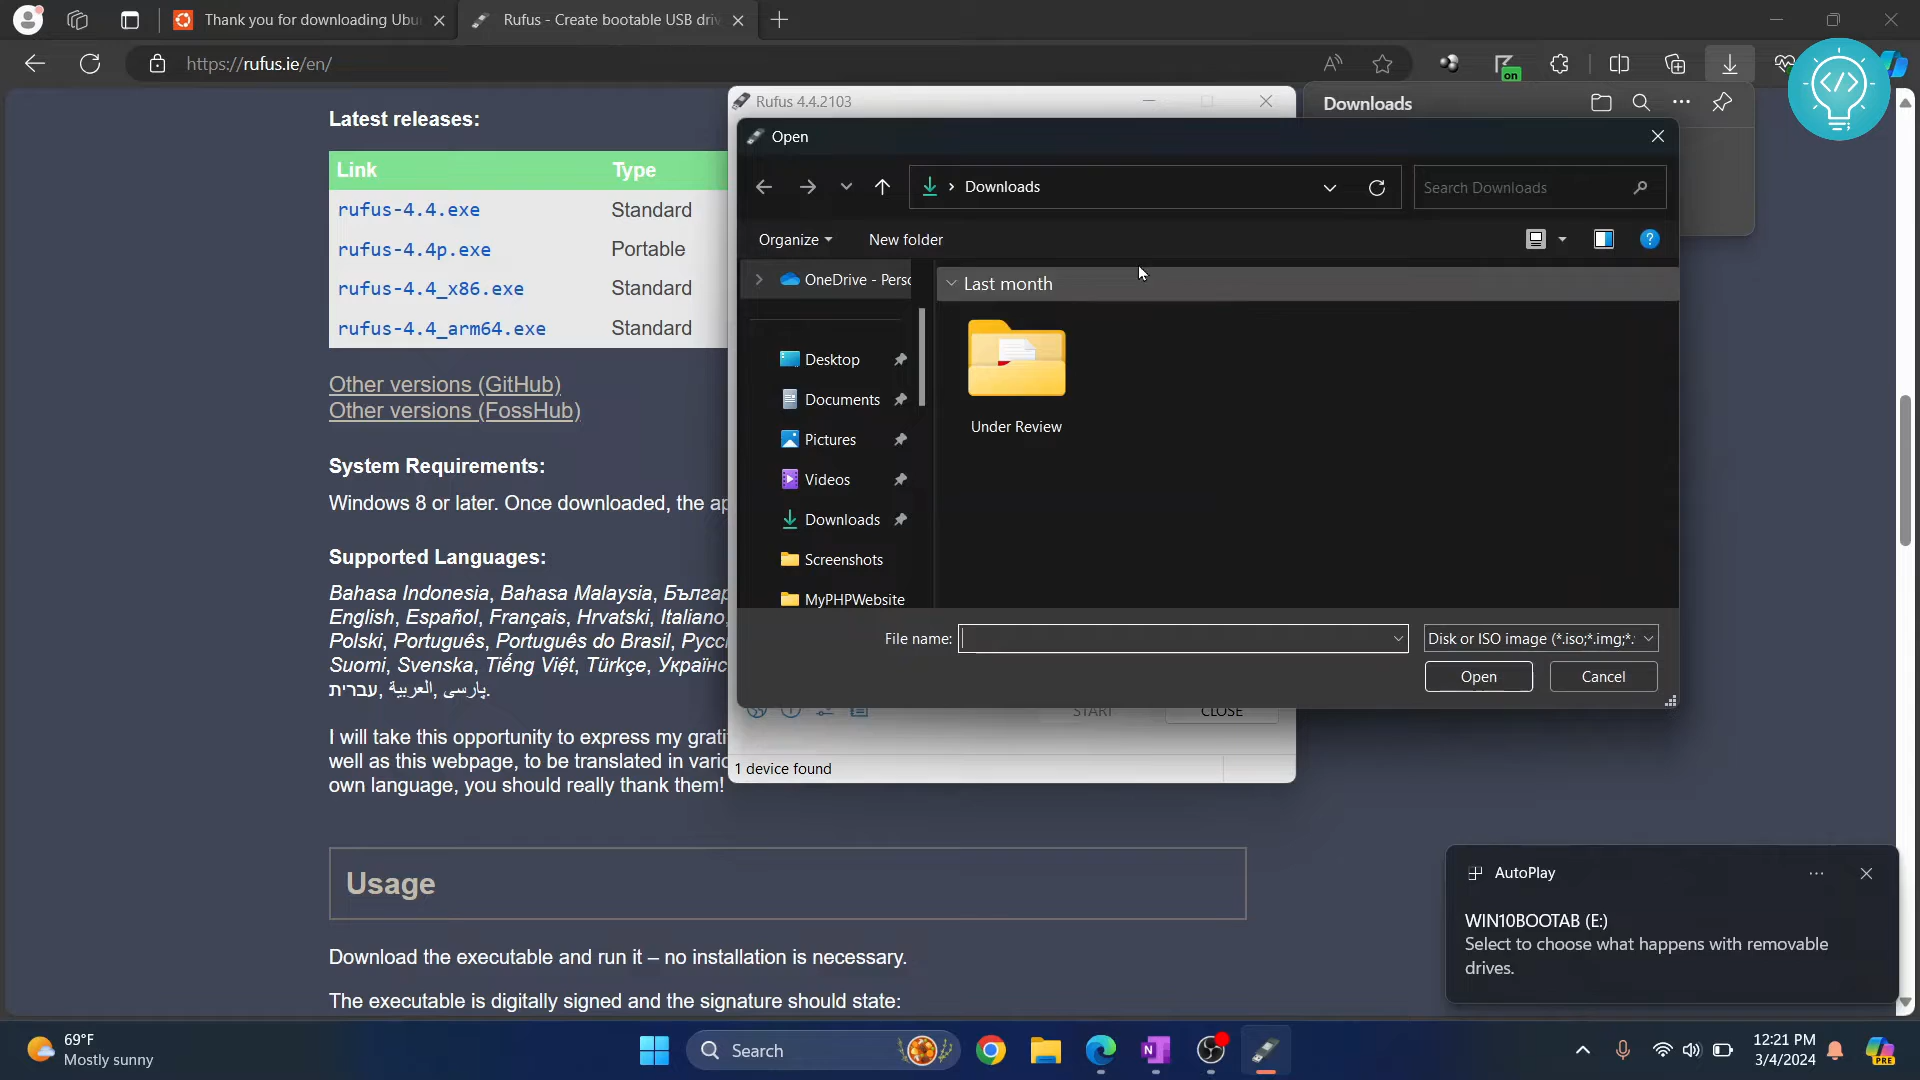 Thank you for downloading Ubu
Rufus - Create bootable USB driv
https://rufus.ie/en/
on
Latest releases:
Link Type
rufus-4.4.exe Standard
rufus-4.4p.exe Portable
rufus-4.4_x86.exe Standard
rufus-4.4_arm64.exe Standard
Other versions (GitHub)
Other versions (FossHub)
System Requirements:
Windows 8 or later. Once downloaded, the ap
Supported Languages:
Bahasa Indonesia, Bahasa Malaysia, Българ
English, Español, Français, Hrvatski, Italiano,
Polski, Português, Português do Brasil, Русс
Suomi, Svenska, Tiếng Việt, Türkçe, Українс
پارسی ,العربية ,עברית.
I will take this opportunity to express my grati
well as this webpage, to be translated in vario
own language, you should really thank them!
Usage
Download the executable and run it – no installation is necessary.
The executable is digitally signed and the signature should state:
Rufus 4.4.2103
Open
Downloads
Search Downloads
Organize
New folder
OneDrive - Perso
Desktop
Documents
Pictures
Videos
Downloads
Screenshots
MyPHPWebsite
Last month
Under Review
File name:
Disk or ISO image (*.iso;*.img;*.
Open
Cancel
START
CLOSE
1 device found
Downloads
AutoPlay
WIN10BOOTAB (E:)
Select to choose what happens with removable
drives.
69°F
Mostly sunny
Search
12:21 PM
3/4/2024
PRE